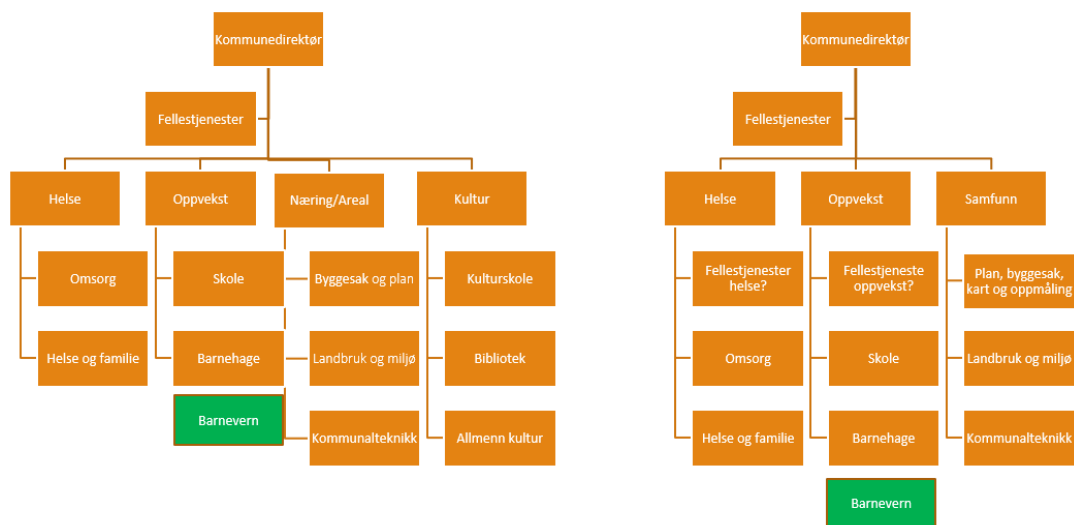 Kommunedirektør
Fellestjenester
Helse
Oppvekst
Næring/Areal
Kultur
Omsorg
Skole
Byggesak og plan
Kulturskole
Helse og familie
Barnehage
Landbruk og miljø
Bibliotek
Barnevern
Kommunalteknikk
Allmenn kultur
Kommunedirektør
Fellestjenester
Helse
Oppvekst
Samfunn
Fellestjenester
helse?
Fellestjeneste
oppvekst?
Plan, byggesak,
kart og oppmåling
Omsorg
Skole
Landbruk og miljø
Helse og familie
Barnehage
Kommunalteknikk
Barnevern